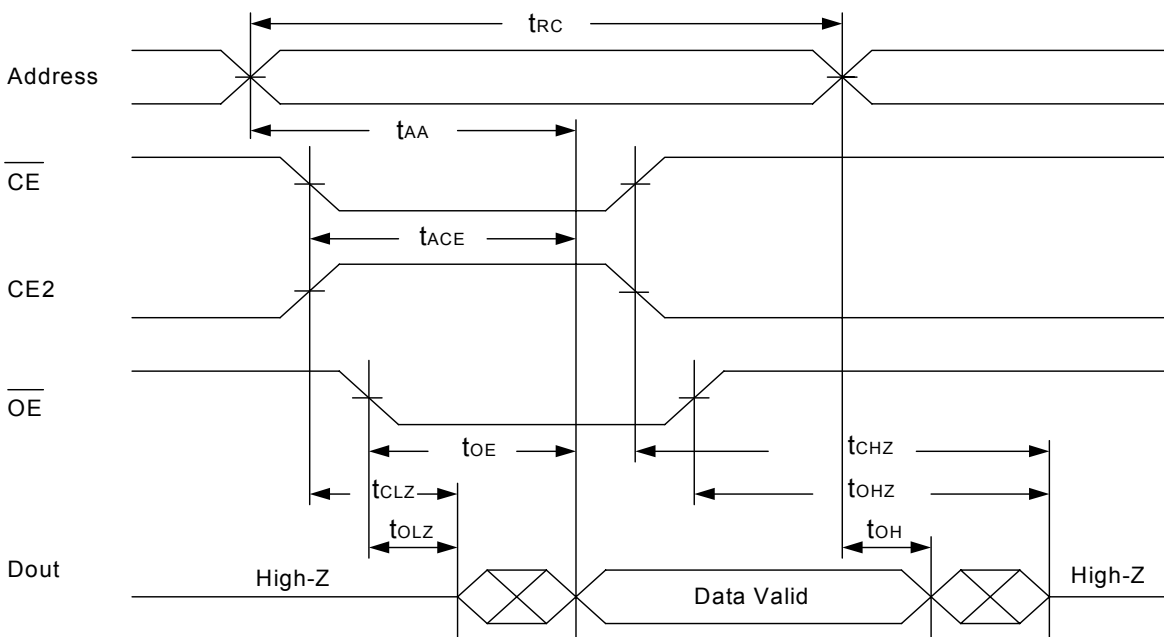 tRC
Address
tAA
CE
tACE
CE2
OE
tOE
tCHZ
tCLZ
tOHZ
tOLZ
tOH
Dout
High-Z
Data Valid
High-Z